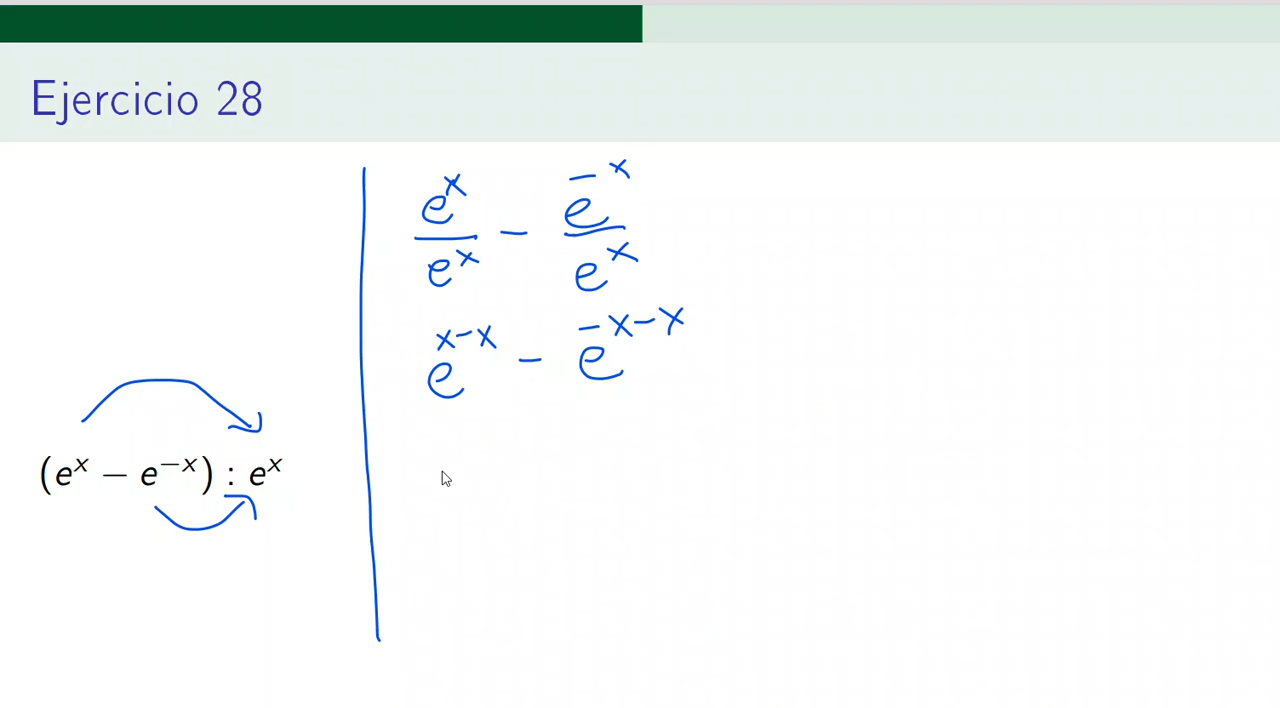 Ejercicio 28
e^x / e^x − e^{−x} / e^x
e^{x−x} − e^{−x−x}
(e^x − e^{−x}) : e^x